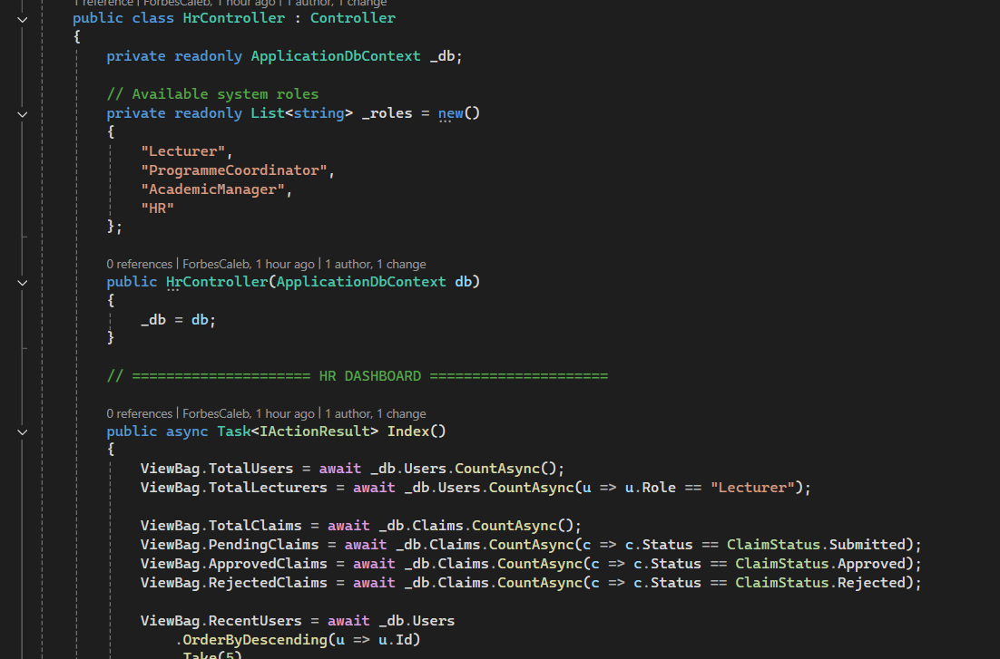 1 reference | ForbesCaleb, 1 hour ago | 1 author, 1 change
public class HrController : Controller
{
private readonly ApplicationDbContext _db;
// Available system roles
private readonly List<string> _roles = new()
{
"Lecturer",
"ProgrammeCoordinator",
"AcademicManager",
"HR"
};
0 references | ForbesCaleb, 1 hour ago | 1 author, 1 change
public HrController(ApplicationDbContext db)
{
_db = db;
}
// ===================== HR DASHBOARD =====================
0 references | ForbesCaleb, 1 hour ago | 1 author, 1 change
public async Task<IActionResult> Index()
{
ViewBag.TotalUsers = await _db.Users.CountAsync();
ViewBag.TotalLecturers = await _db.Users.CountAsync(u => u.Role == "Lecturer");
ViewBag.TotalClaims = await _db.Claims.CountAsync();
ViewBag.PendingClaims = await _db.Claims.CountAsync(c => c.Status == ClaimStatus.Submitted);
ViewBag.ApprovedClaims = await _db.Claims.CountAsync(c => c.Status == ClaimStatus.Approved);
ViewBag.RejectedClaims = await _db.Claims.CountAsync(c => c.Status == ClaimStatus.Rejected);
ViewBag.RecentUsers = await _db.Users
.OrderByDescending(u => u.Id)
.Take(5)